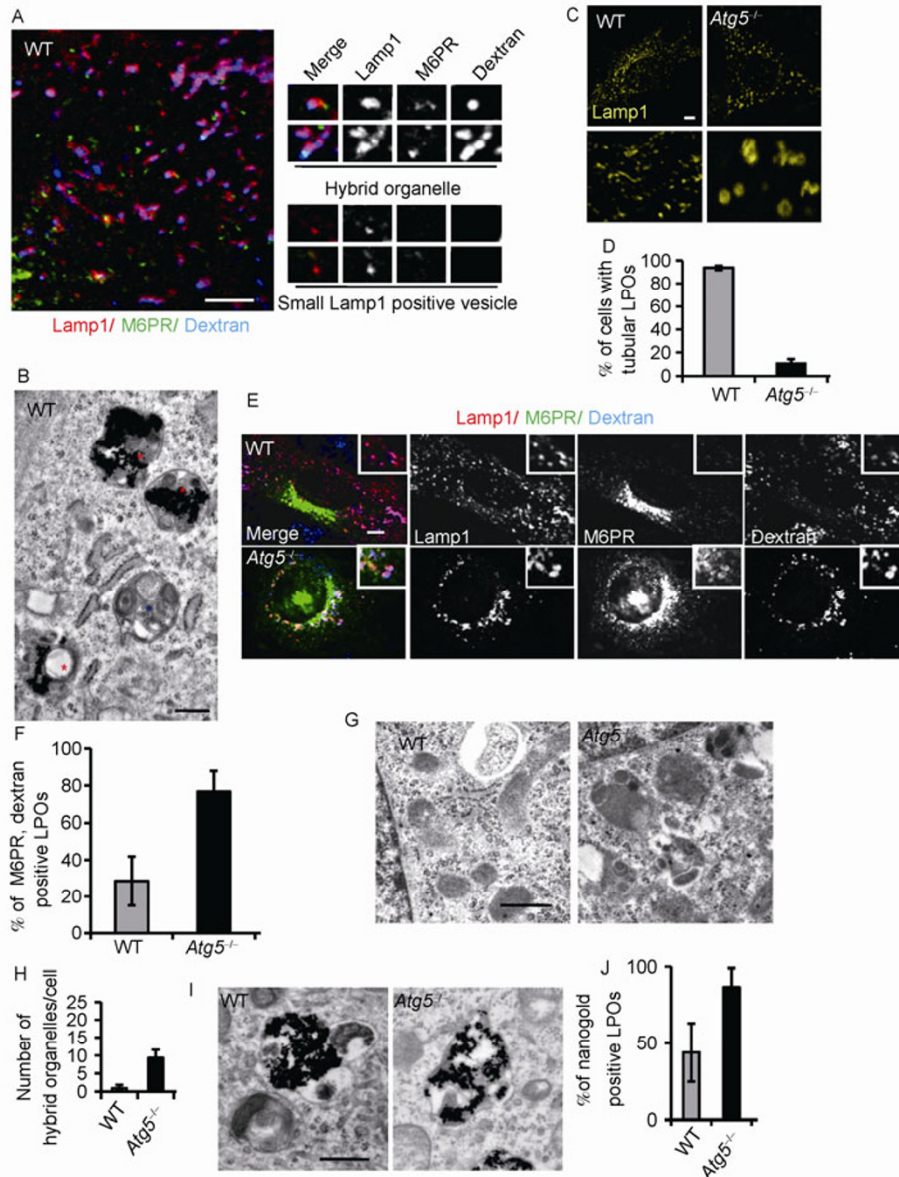 A
WT
Merge
Lamp1
M6PR
Dextran
Hybrid organelle
Small Lamp1 positive vesicle
Lamp1/ M6PR/ Dextran
B
WT
*
*
*
*
C
WT
Atg5⁻/⁻
Lamp1
D
% of cells with
tubular LPOs
100
80
60
40
20
0
WT
Atg5⁻/⁻
E
Lamp1/ M6PR/ Dextran
WT
Merge
Lamp1
M6PR
Dextran
Atg5⁻/⁻
F
% of M6PR, dextran
positive LPOs
100
80
60
40
20
0
WT
Atg5⁻/⁻
G
WT
Atg5⁻/⁻
H
Number of
hybrid organelles/cell
25
20
15
10
5
0
WT
Atg5⁻/⁻
I
WT
Atg5⁻/⁻
J
%of nanogold
positive LPOs
100
50
0
WT
Atg5⁻/⁻